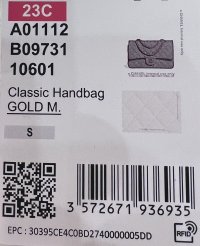 23C
A01112
B09731
10601
Classic Handbag
GOLD M.
S
3 572671 936935
EPC : 30395CE4C0BD2740000005DD
RFID